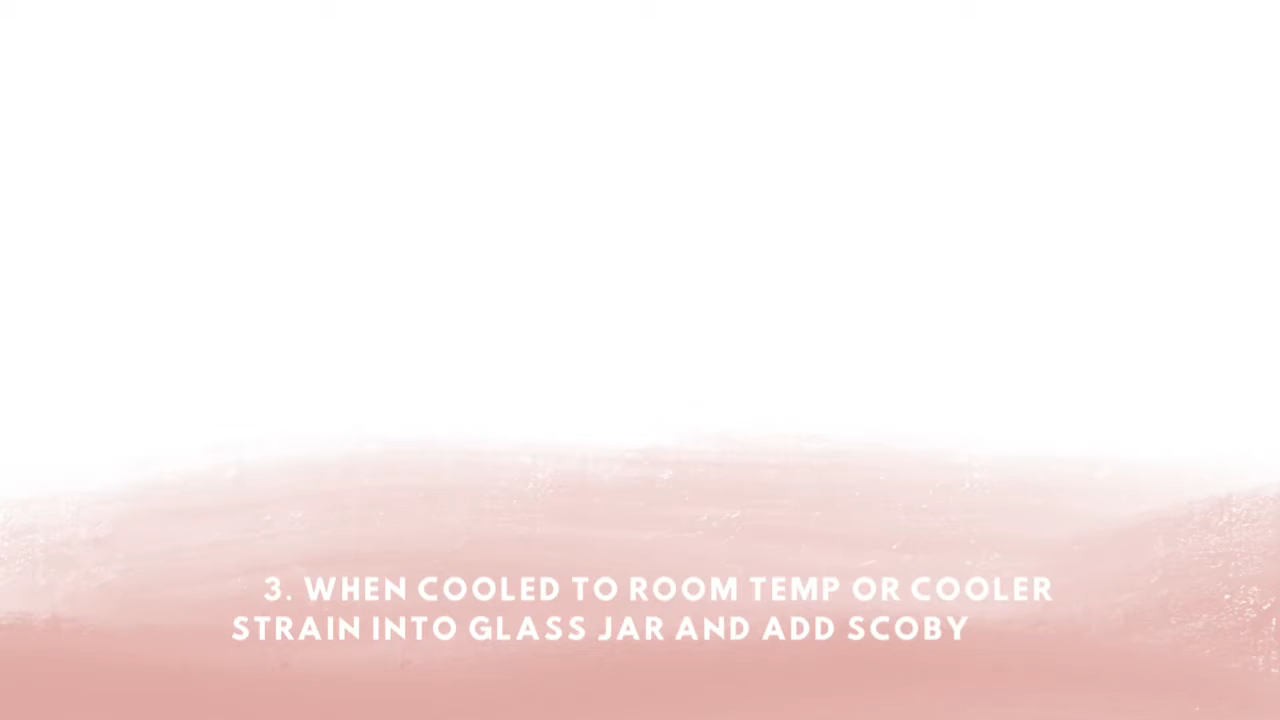 3. WHEN COOLED TO ROOM TEMP OR COOLER
STRAIN INTO GLASS JAR AND ADD SCOBY